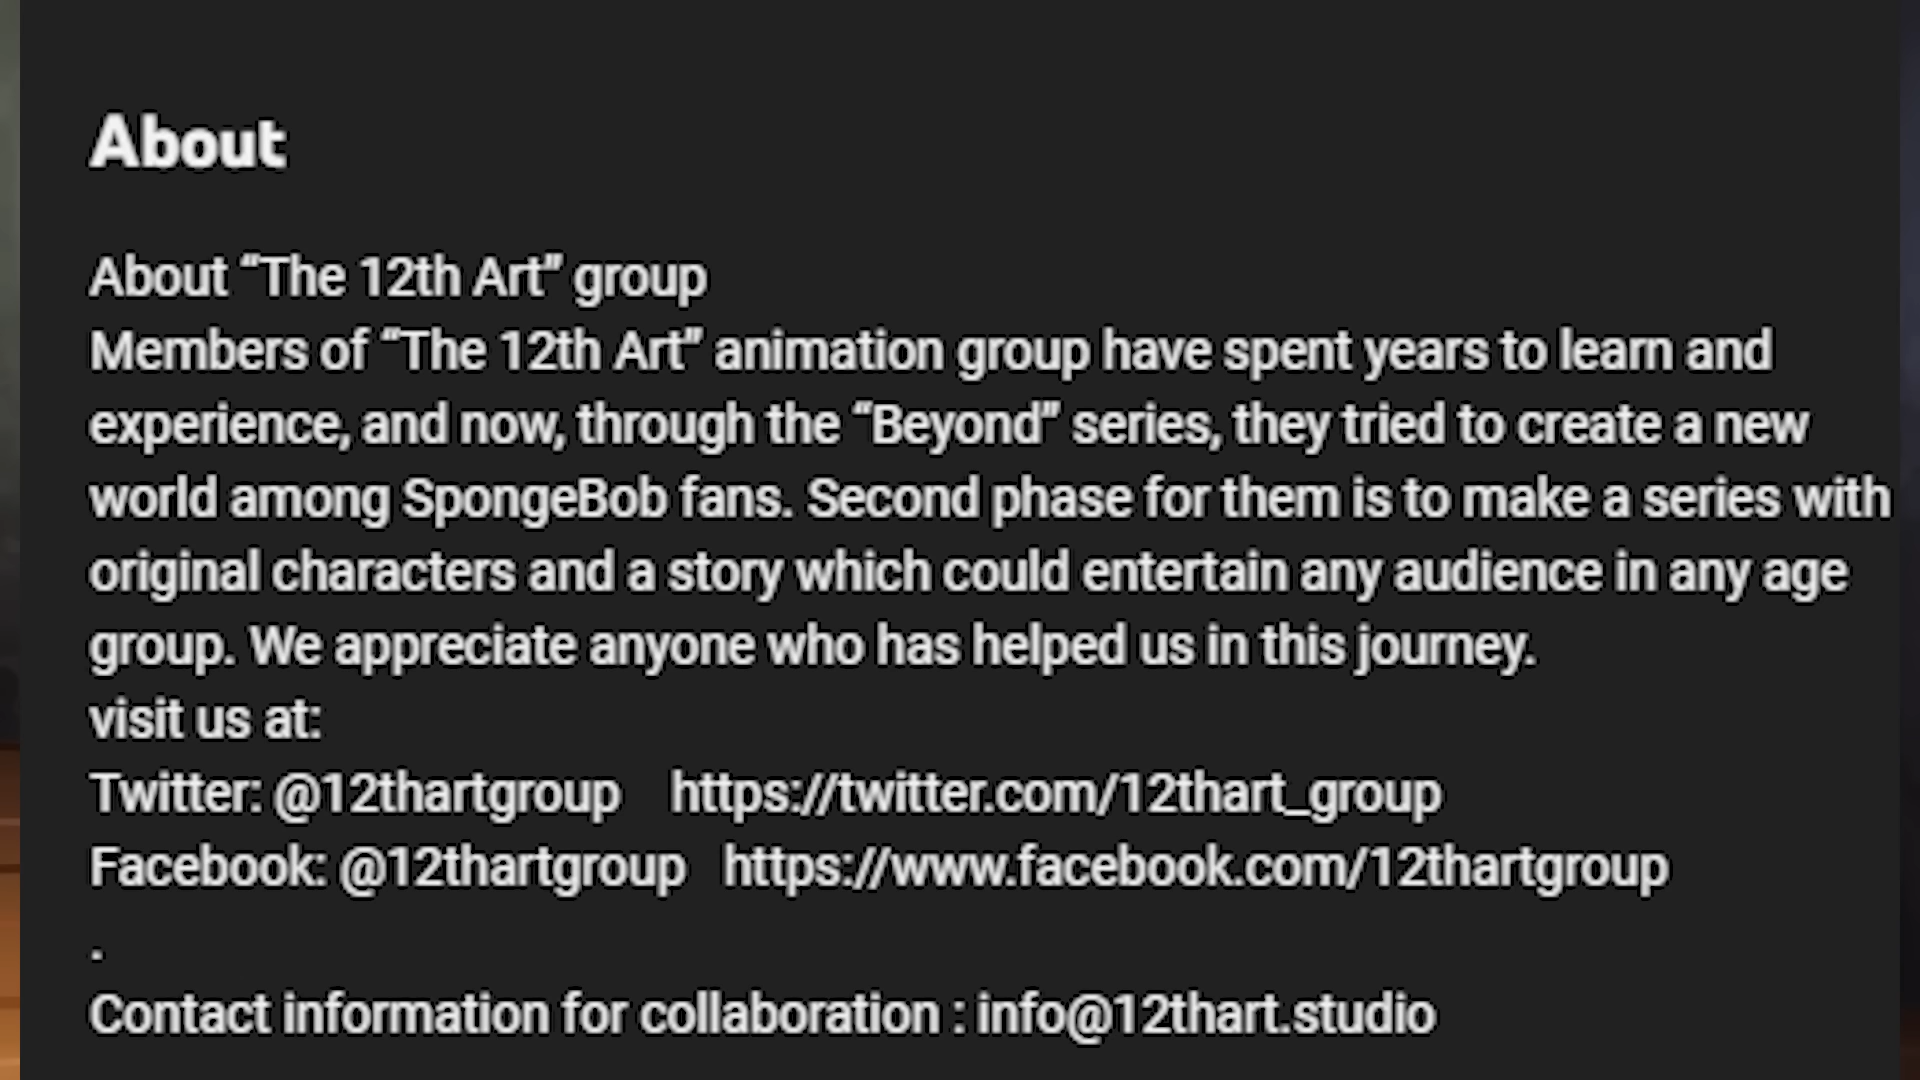 About
About “The 12th Art” group
Members of “The 12th Art” animation group have spent years to learn and
experience, and now, through the “Beyond” series, they tried to create a new
world among SpongeBob fans. Second phase for them is to make a series with
original characters and a story which could entertain any audience in any age
group. We appreciate anyone who has helped us in this journey.
visit us at:
Twitter: @12thartgroup    https://twitter.com/12thart_group
Facebook: @12thartgroup   https://www.facebook.com/12thartgroup
.
Contact information for collaboration : info@12thart.studio